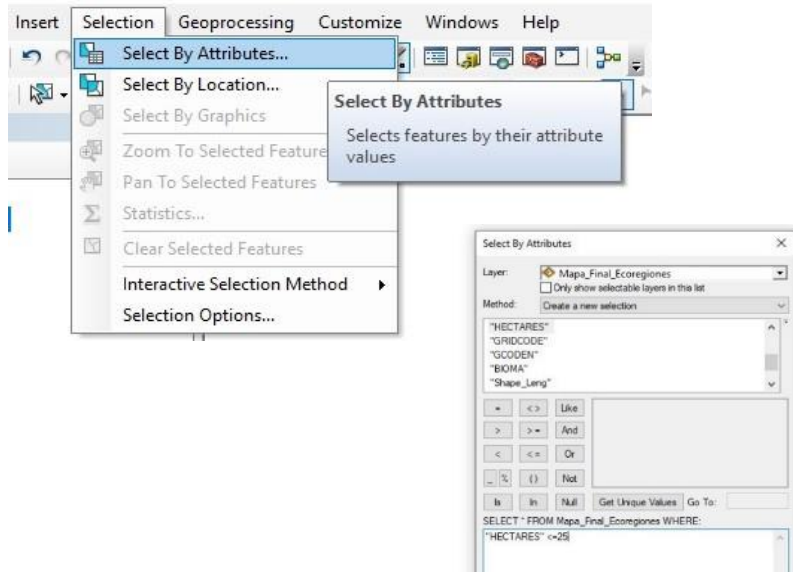 Insert Selection Geoprocessing Customize Windows Help
Select By Attributes...
Select By Location...
Select By Graphics
Zoom To Selected Feature
Pan To Selected Features
Statistics...
Clear Selected Features
Interactive Selection Method
Selection Options...
Select By Attributes
Selects features by their attribute
values
Select By Attributes
Layer: Mapa_Final_Ecoregiones
Only show selectable layers in this list
Method: Create a new selection
"HECTARES"
"GRIDCODE"
"GCODEN"
"BIOMA"
"Shape_Leng"
= <> Like
> >= And
< <= Or
_ % () Not
Is In Null Get Unique Values Go To:
SELECT * FROM Mapa_Final_Ecoregiones WHERE:
"HECTARES" <=25